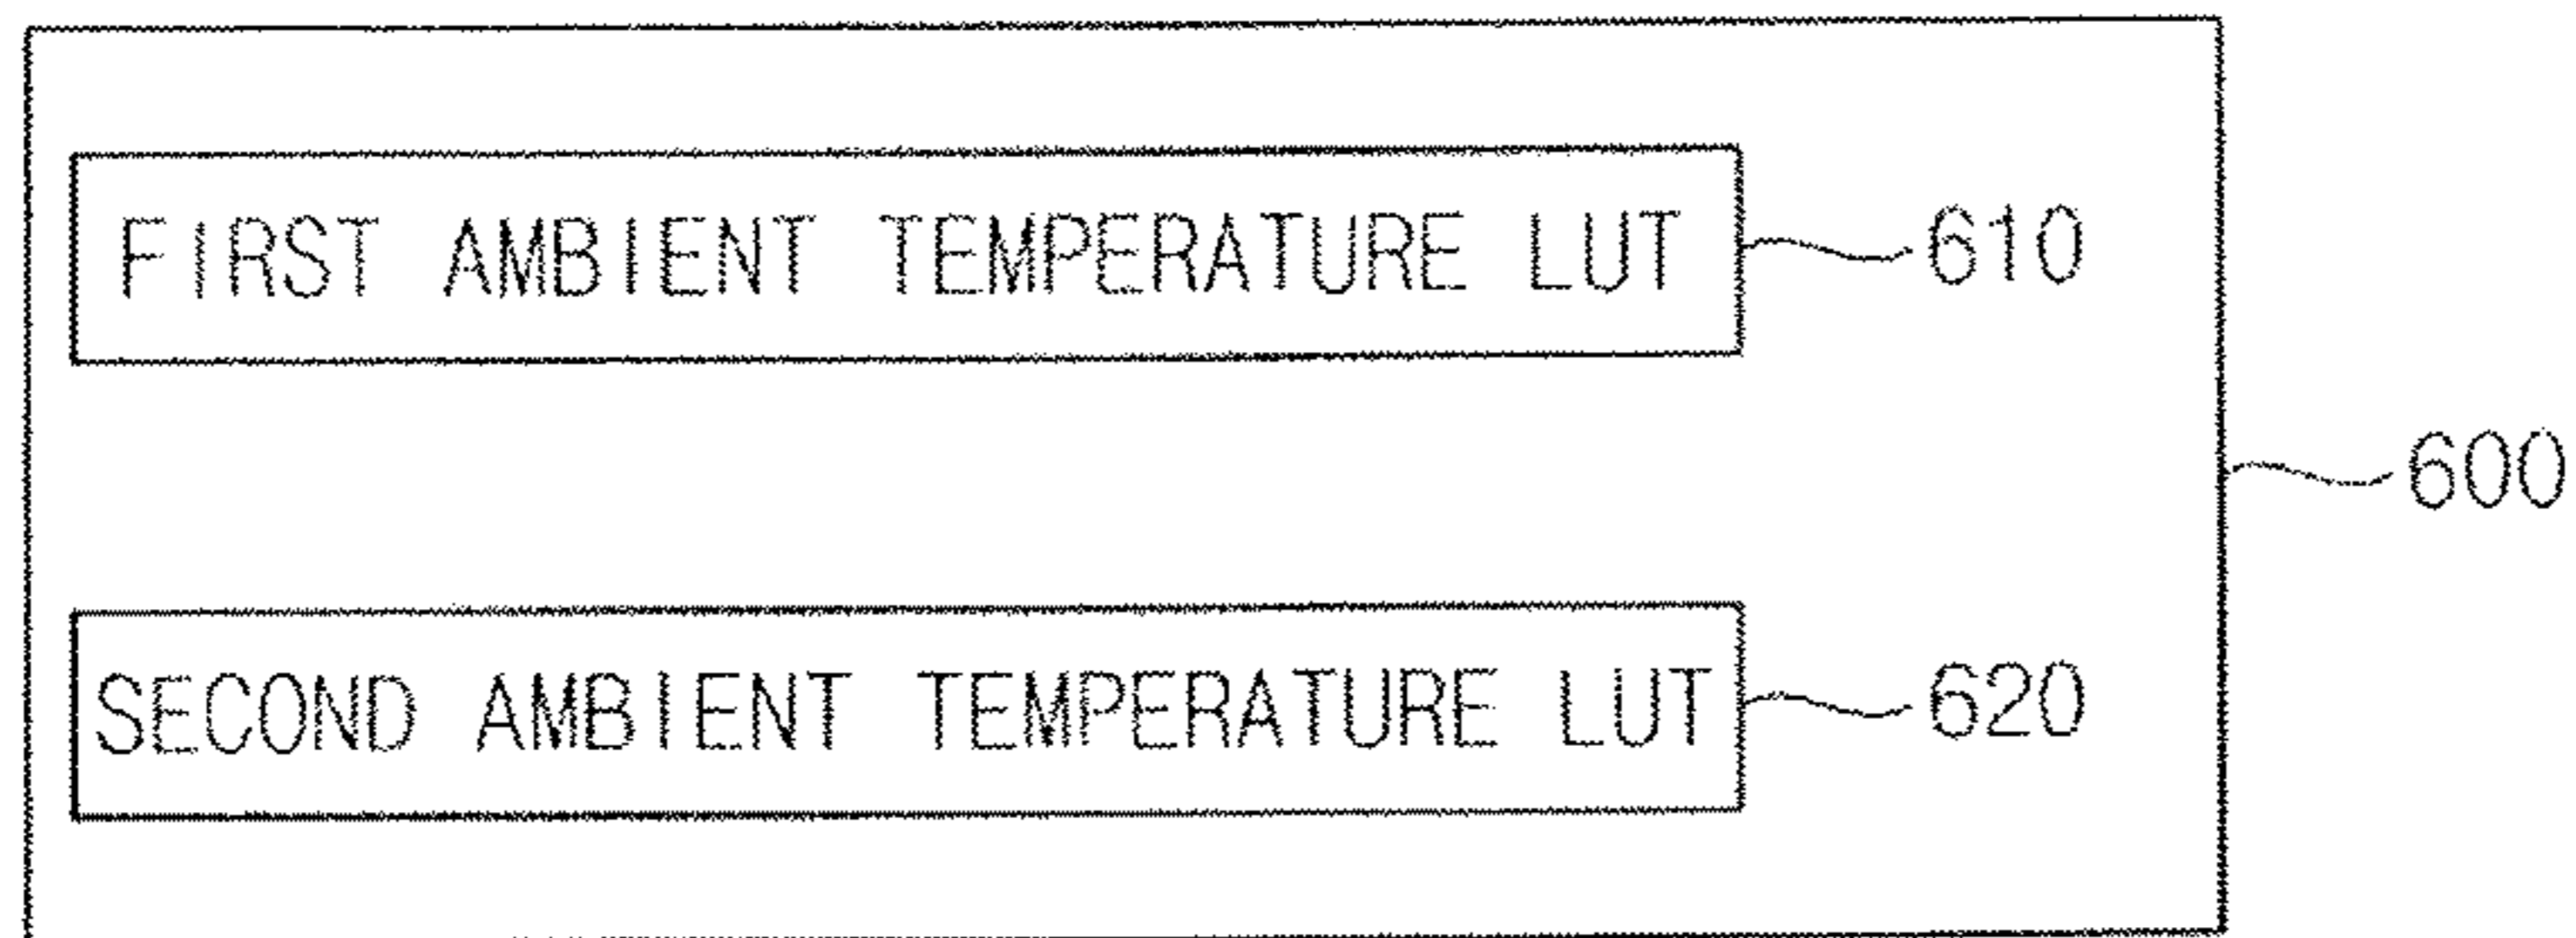 FIRST AMBIENT TEMPERATURE LUT 610
600
SECOND AMBIENT TEMPERATURE LUT 620